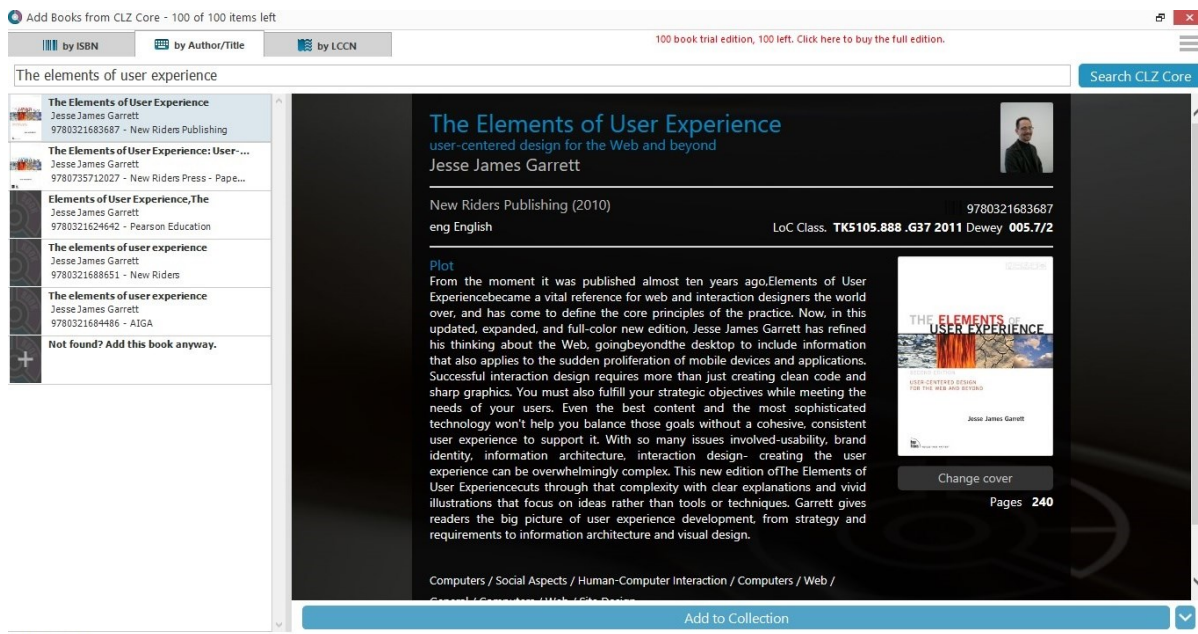 Add Books from CLZ Core - 100 of 100 items left
by ISBN
by Author/Title
by LCCN
100 book trial edition, 100 left. Click here to buy the full edition.
The elements of user experience
Search CLZ Core
The Elements of User Experience
Jesse James Garrett
9780321683687 - New Riders Publishing
The Elements of User Experience: User-...
Jesse James Garrett
9780735712027 - New Riders Press - Pape...
Elements of User Experience,The
Jesse James Garrett
9780321624642 - Pearson Education
The elements of user experience
Jesse James Garrett
9780321688651 - New Riders
The elements of user experience
Jesse James Garrett
9780321684486 - AIGA
Not found? Add this book anyway.
The Elements of User Experience
user-centered design for the Web and beyond
Jesse James Garrett
New Riders Publishing (2010)
9780321683687
eng English
LoC Class. TK5105.888 .G37 2011 Dewey 005.7/2
Plot
From the moment it was published almost ten years ago,Elements of User
Experiencebecame a vital reference for web and interaction designers the world
over, and has come to define the core principles of the practice. Now, in this
updated, expanded, and full-color new edition, Jesse James Garrett has refined
his thinking about the Web, goingbeyondthe desktop to include information
that also applies to the sudden proliferation of mobile devices and applications.
Successful interaction design requires more than just creating clean code and
sharp graphics. You must also fulfill your strategic objectives while meeting the
needs of your users. Even the best content and the most sophisticated
technology won't help you balance those goals without a cohesive, consistent
user experience to support it. With so many issues involved-usability, brand
identity, information architecture, interaction design- creating the user
experience can be overwhelmingly complex. This new edition ofThe Elements of
User Experiencecuts through that complexity with clear explanations and vivid
illustrations that focus on ideas rather than tools or techniques. Garrett gives
readers the big picture of user experience development, from strategy and
requirements to information architecture and visual design.
Computers / Social Aspects / Human-Computer Interaction / Computers / Web /
General / Computers / Web / Site Design
THE ELEMENTS OF
USER EXPERIENCE
USER-CENTERED DESIGN
FOR THE WEB AND BEYOND
Jesse James Garrett
Change cover
Pages 240
Add to Collection